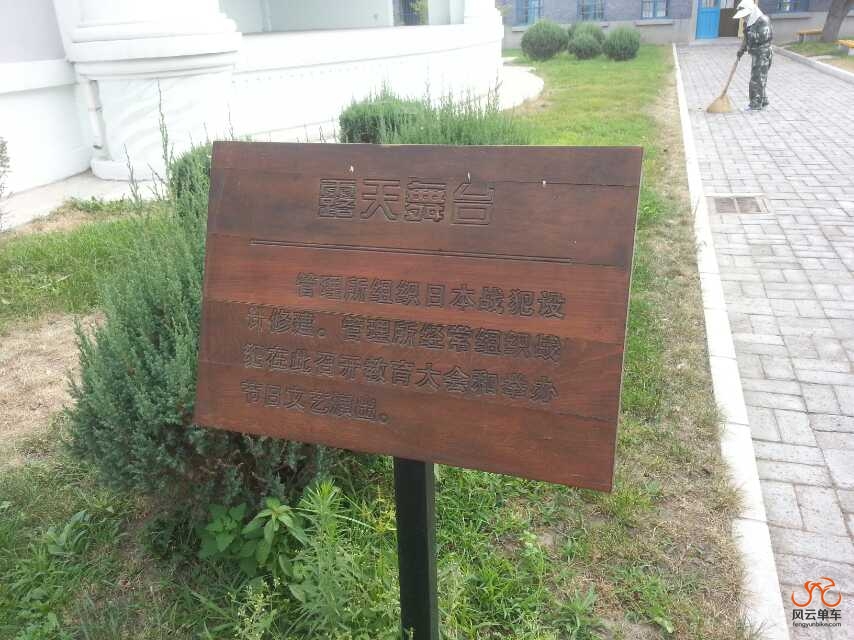 露天舞台
管理所组织日本战犯设
计修建。管理所经常组织战
犯在此召开教育大会和举办
节日文艺演出。
风云单车
fengyunbike.com